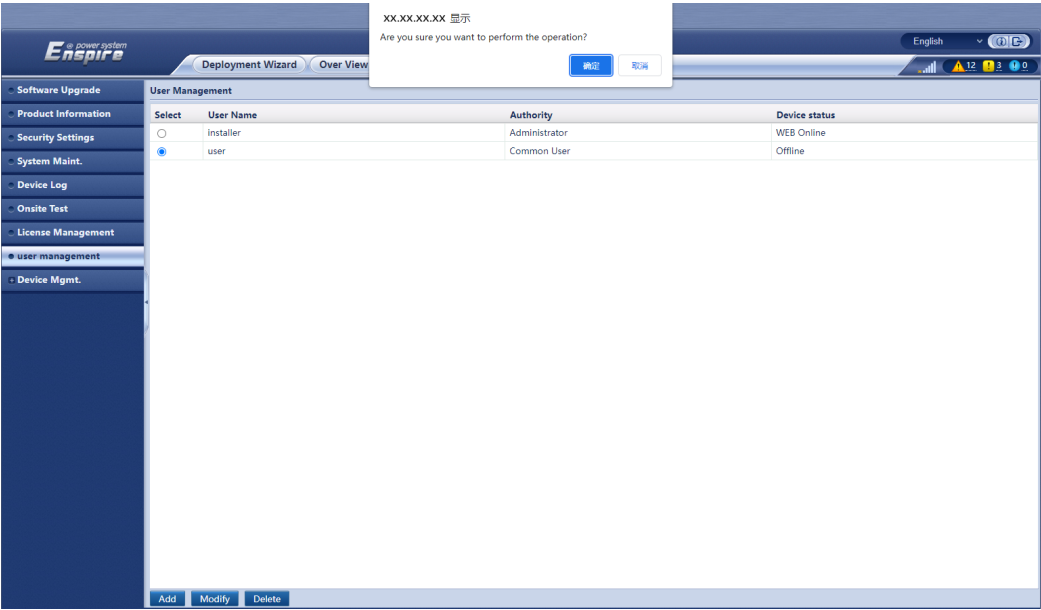 XX.XX.XX.XX 显示
Are you sure you want to perform the operation?
确定 取消
@ power system
Enspire
English
Deployment Wizard Over View
12 3 0
Software Upgrade
Product Information
Security Settings
System Maint.
Device Log
Onsite Test
License Management
user management
Device Mgmt.
User Management
Select User Name Authority Device status
installer Administrator WEB Online
user Common User Offline
Add Modify Delete